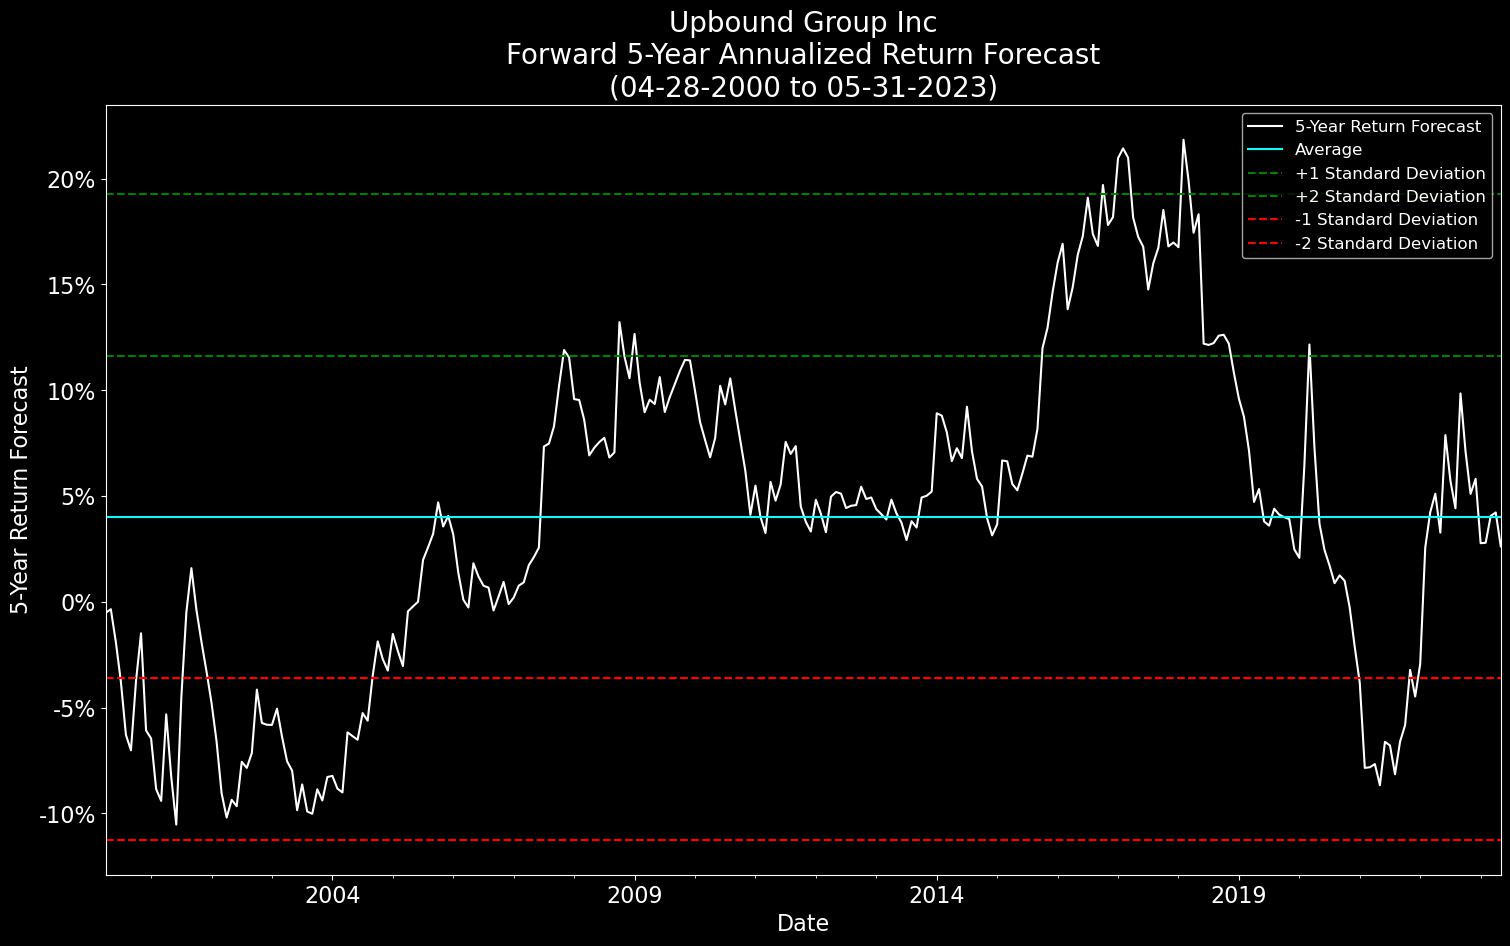 Upbound Group Inc
Forward 5-Year Annualized Return Forecast
(04-28-2000 to 05-31-2023)
5-Year Return Forecast
Average
+1 Standard Deviation
+2 Standard Deviation
-1 Standard Deviation
-2 Standard Deviation
20%
15%
10%
5%
0%
-5%
-10%
5-Year Return Forecast
2004
2009
2014
2019
Date